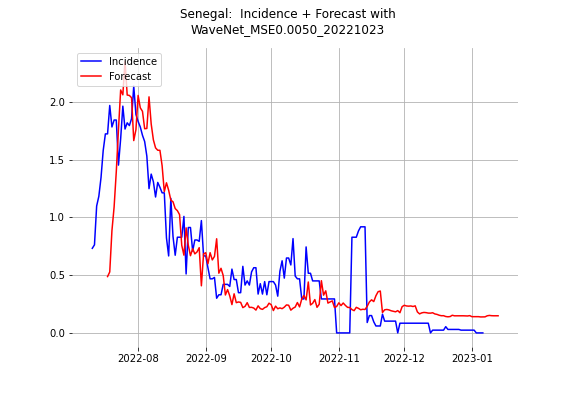 Senegal:  Incidence + Forecast with
WaveNet_MSE0.0050_20221023
Incidence
Forecast
2.0
1.5
1.0
0.5
0.0
2022-08
2022-09
2022-10
2022-11
2022-12
2023-01